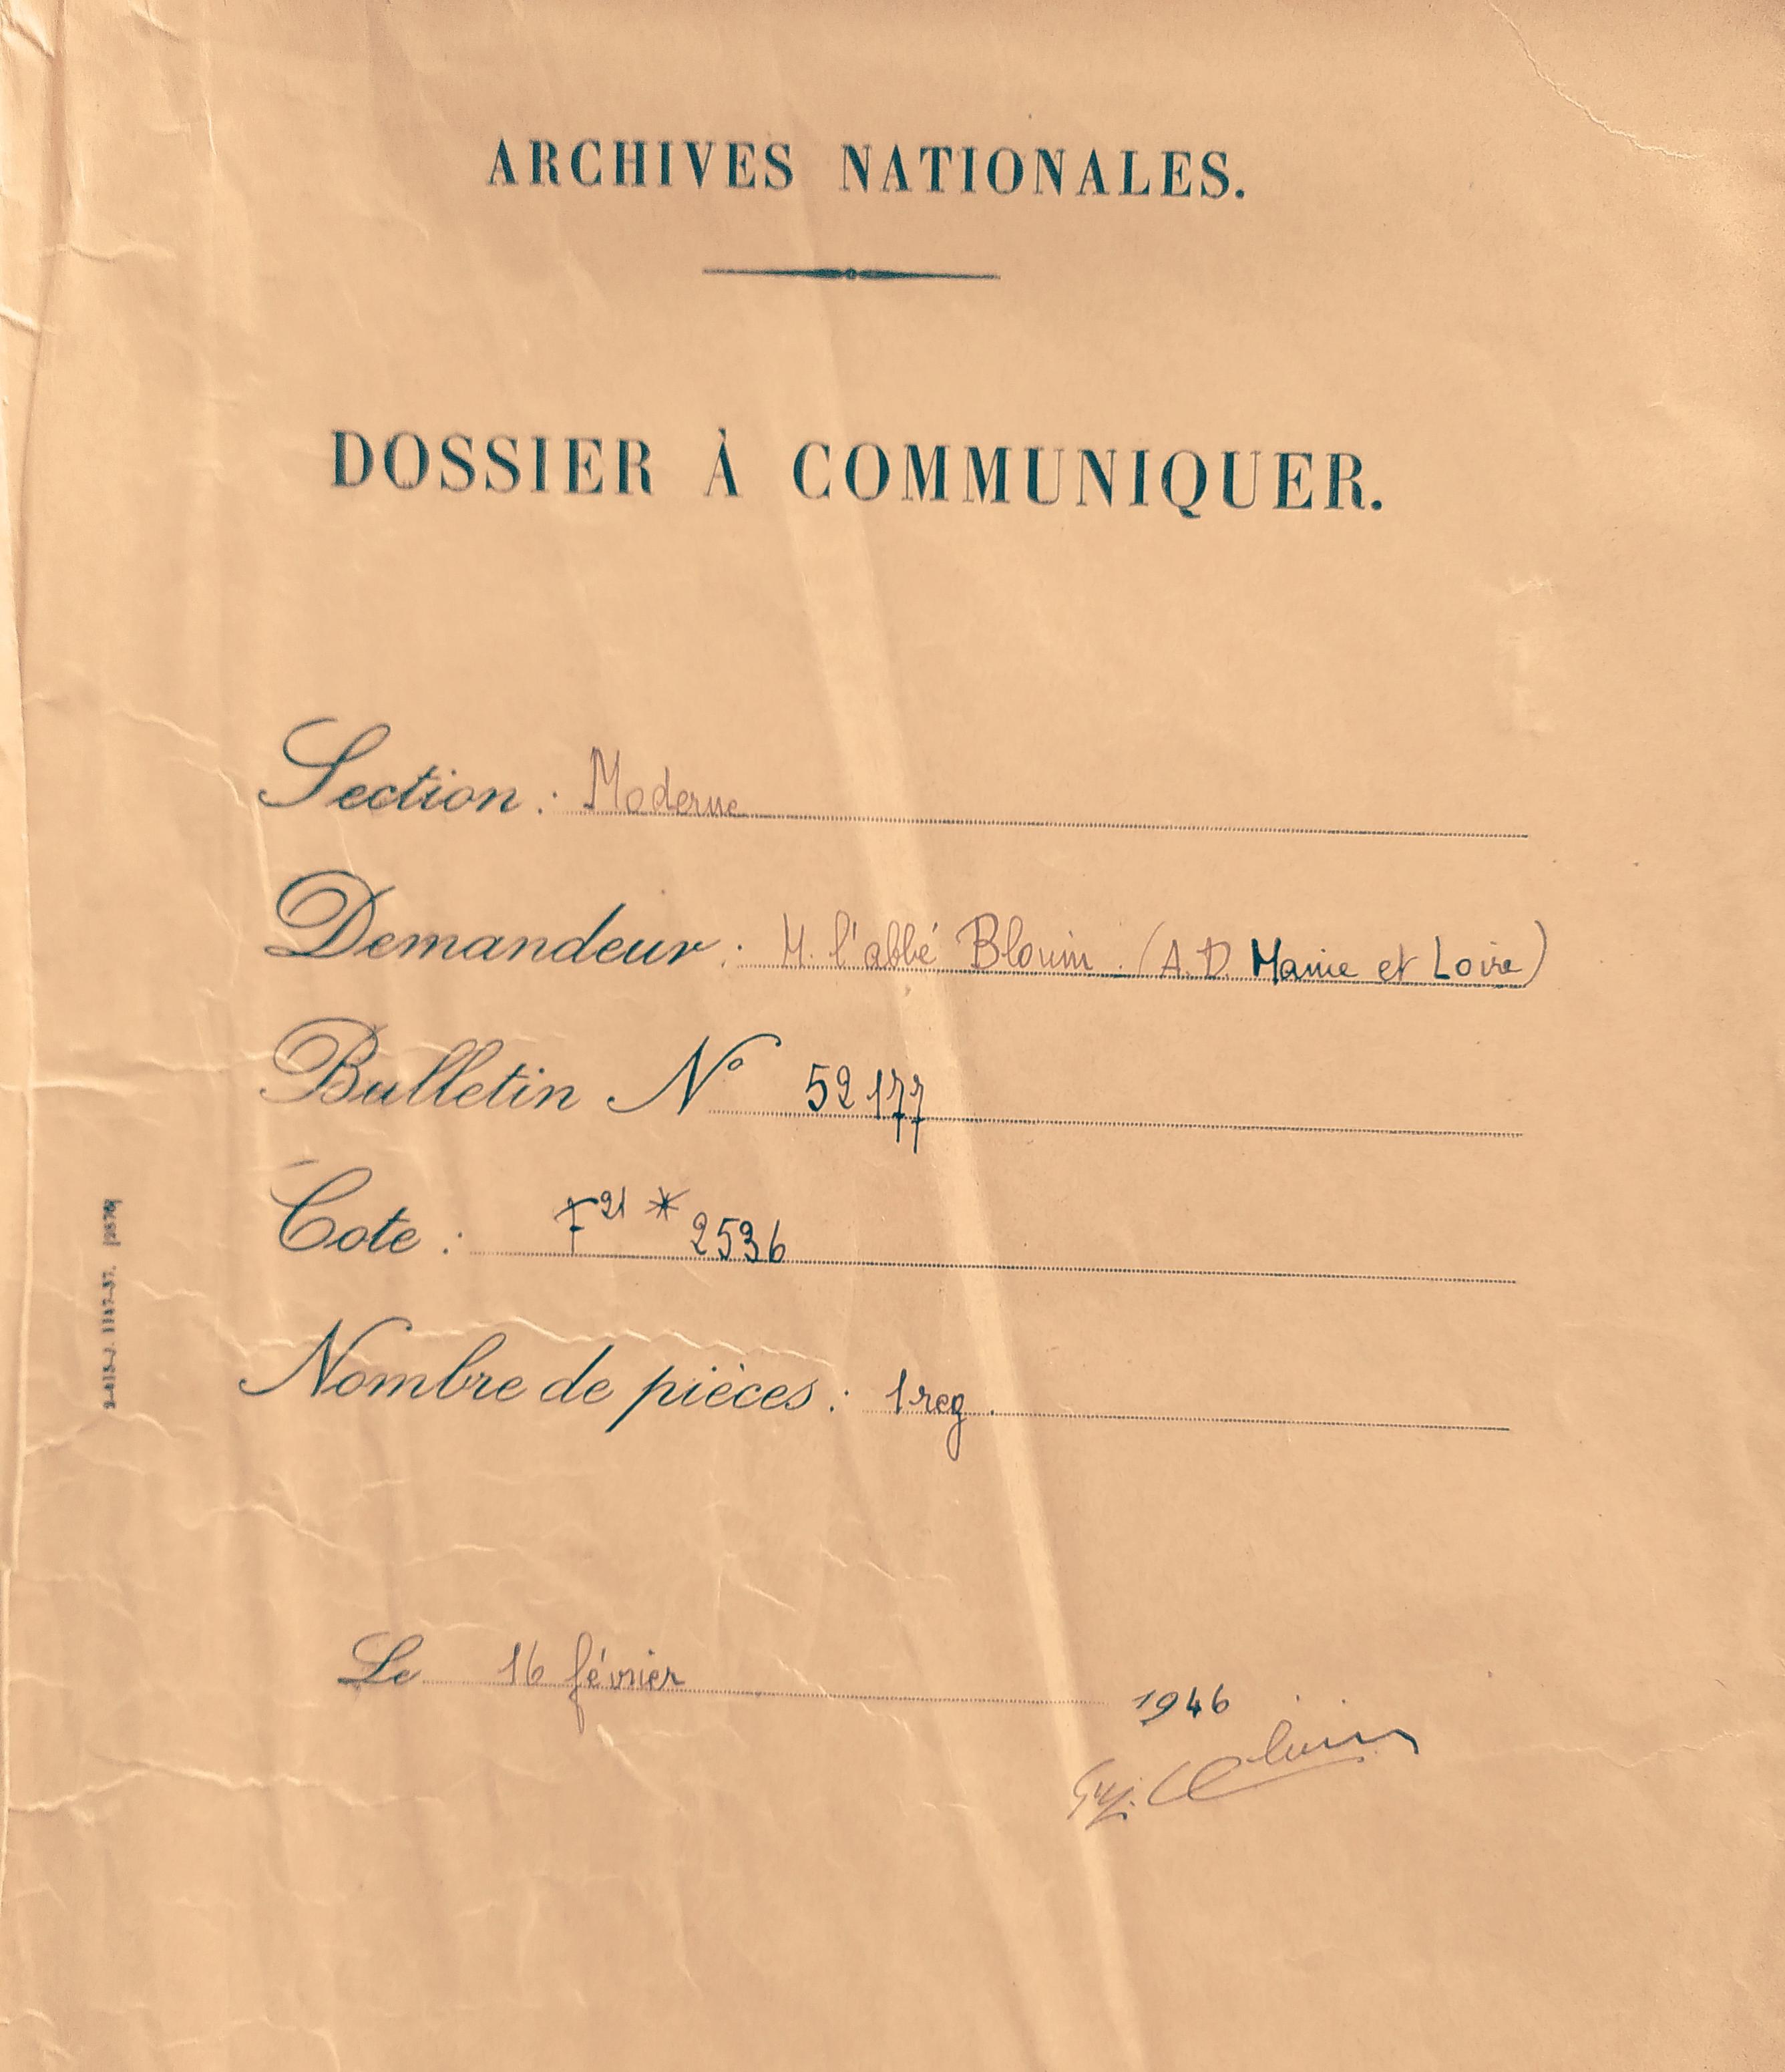 ARCHIVES NATIONALES.
DOSSIER À COMMUNIQUER.
Section : Moderne
Demandeur : M. l'abbé Blouin. (A.D. Maine et Loire)
Bulletin N° 52177
Cote : F²¹ * 2536
Nombre de pièces : 1 reg.
Le 16 février 1946